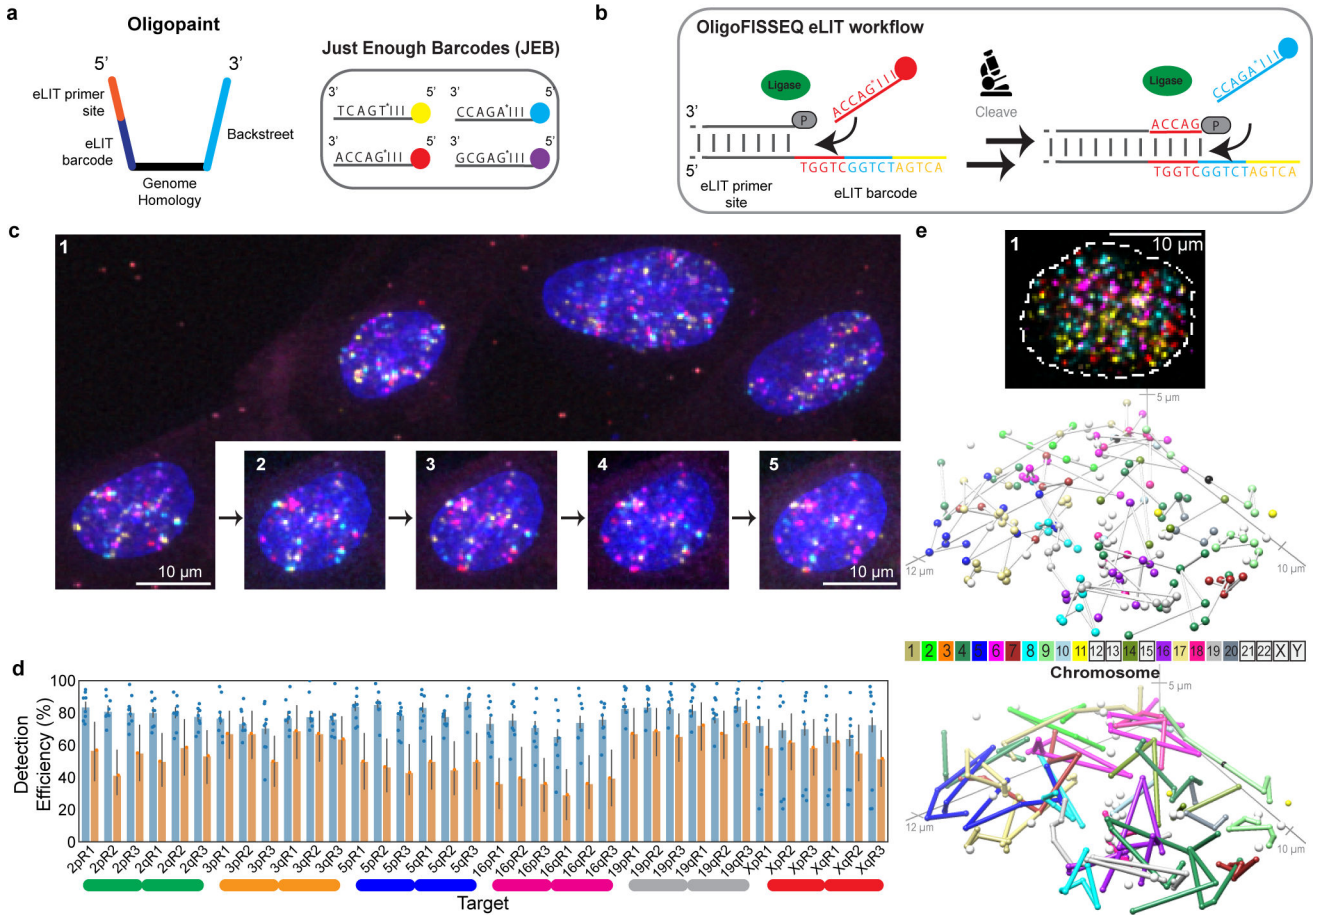 a
Oligopaint
5’
3’
eLIT primer
site
eLIT
barcode
Backstreet
Genome
Homology
Just Enough Barcodes (JEB)
3’
5’
3’
5’
TCAGT*III
CCAGA*III
3’
5’
3’
5’
ACCAG*III
GCGAG*III
b
OligoFISSEQ eLIT workflow
Ligase
ACCAG*III
3’
P
5’
TGGTCGGTCTAGTCA
eLIT primer
site
eLIT barcode
Cleave
Ligase
CCAGA*III
ACCAG
P
TGGTCGGTCTAGTCA
c
1
2
3
4
5
10 µm
10 µm
d
Detection
Efficiency (%)
100
80
60
40
20
0
2pR1
2pR2
2pR3
2qR1
2qR2
2qR3
3pR1
3pR2
3pR3
3qR1
3qR2
3qR3
5pR1
5pR2
5pR3
5qR1
5qR2
5qR3
16pR1
16pR2
16pR3
16qR1
16qR2
16qR3
19pR1
19pR2
19pR3
19qR1
19qR2
19qR3
XpR1
XpR2
XpR3
XqR1
XqR2
XqR3
Target
e
1
10 µm
5 µm
12 µm
10 µm
1 2 3 4 5 6 7 8 9 10 11 12 13 14 15 16 17 18 19 20 21 22 X Y
Chromosome
5 µm
12 µm
10 µm